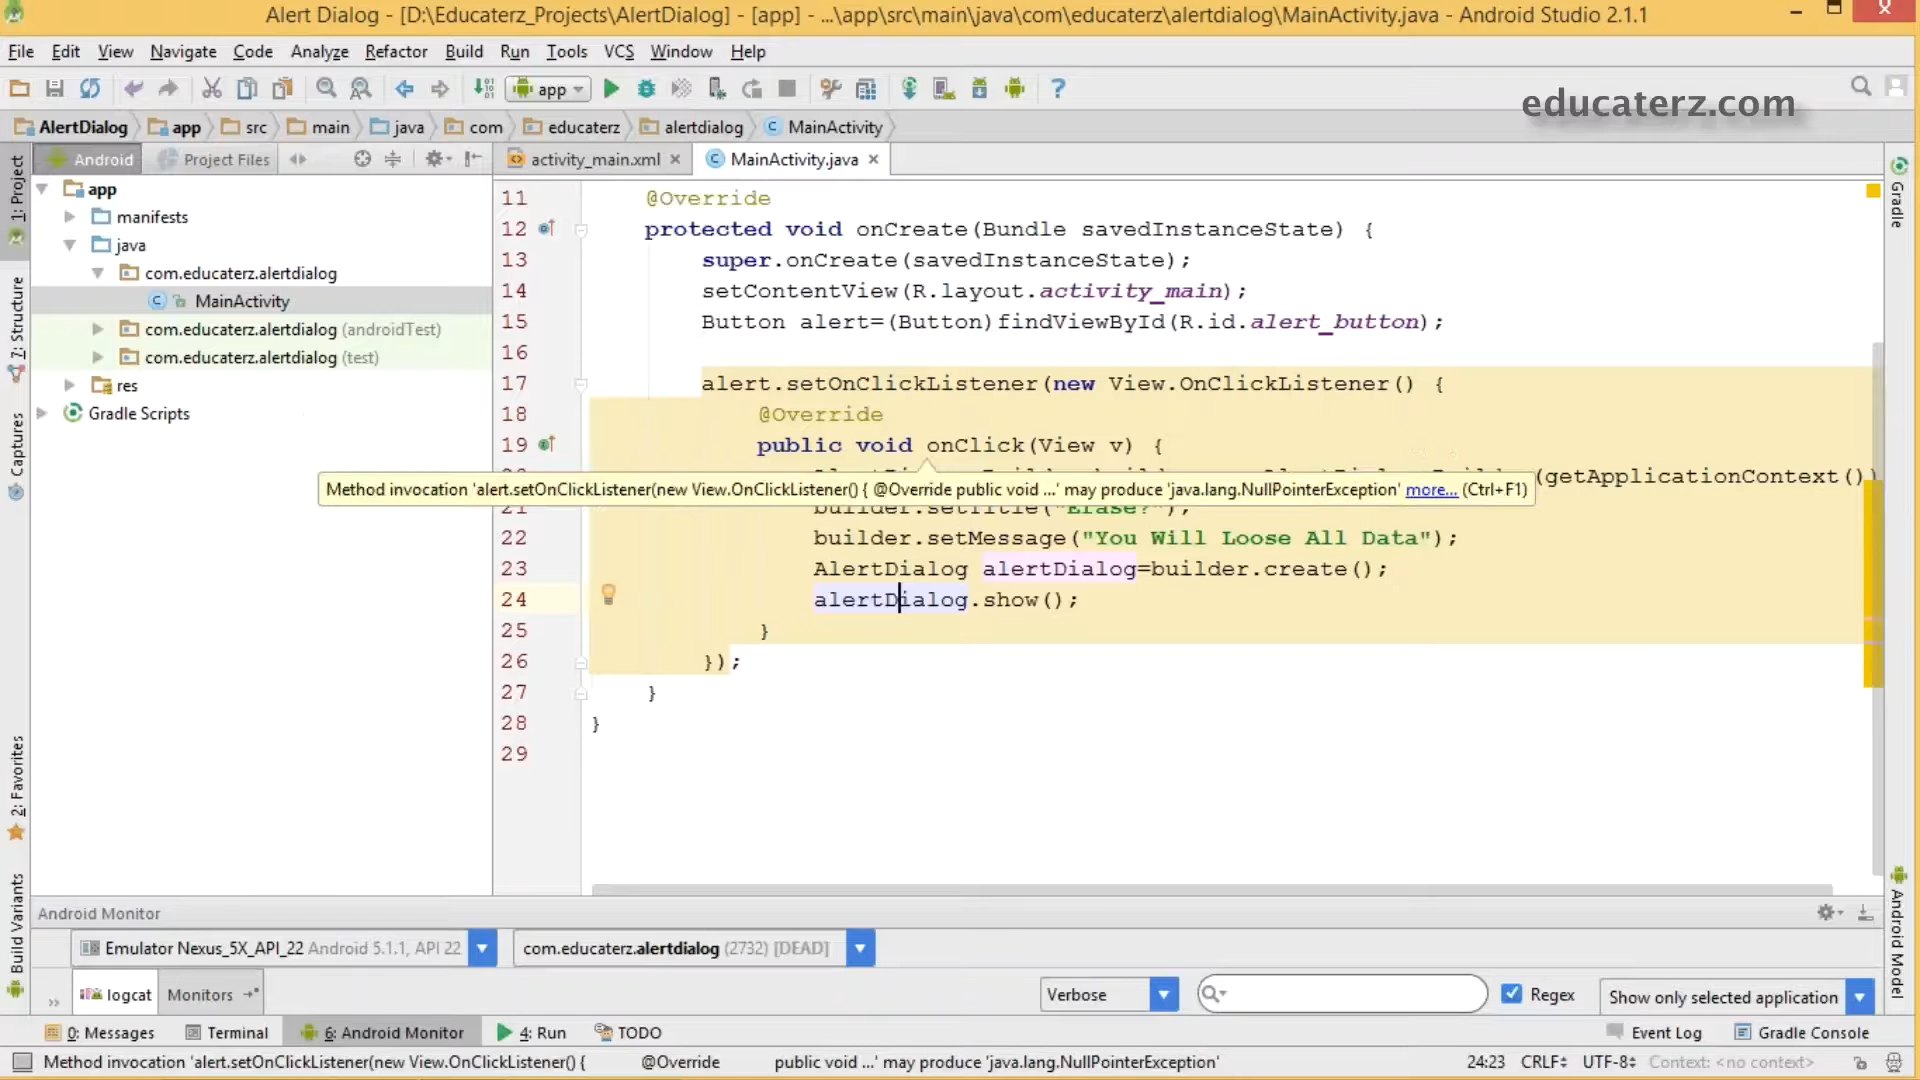 Alert Dialog - [D:\Educaterz_Projects\AlertDialog] - [app] - ...\app\src\main\java\com\educaterz\alertdialog\MainActivity.java - Android Studio 2.1.1
File Edit View Navigate Code Analyze Refactor Build Run Tools VCS Window Help
app
educaterz.com
AlertDialog app src main java com educaterz alertdialog MainActivity
Android Project Files activity_main.xml MainActivity.java
1: Project
7: Structure
Captures
2: Favorites
Build Variants
app
manifests
java
com.educaterz.alertdialog
MainActivity
com.educaterz.alertdialog (androidTest)
com.educaterz.alertdialog (test)
res
Gradle Scripts
11 @Override
12 protected void onCreate(Bundle savedInstanceState) {
13 super.onCreate(savedInstanceState);
14 setContentView(R.layout.activity_main);
15 Button alert=(Button)findViewById(R.id.alert_button);
16
17 alert.setOnClickListener(new View.OnClickListener() {
18 @Override
19 public void onClick(View v) {
(getApplicationContext())
Method invocation 'alert.setOnClickListener(new View.OnClickListener() { @Override public void ...' may produce 'java.lang.NullPointerException' more... (Ctrl+F1)
21 builder.setTitle("Erase?");
22 builder.setMessage("You Will Loose All Data");
23 AlertDialog alertDialog=builder.create();
24 alertDialog.show();
25 }
26 });
27 }
28 }
29
Gradle
Android Model
Android Monitor
Emulator Nexus_5X_API_22 Android 5.1.1, API 22 com.educaterz.alertdialog (2732) [DEAD]
logcat Monitors Verbose Regex Show only selected application
0: Messages Terminal 6: Android Monitor 4: Run TODO Event Log Gradle Console
Method invocation 'alert.setOnClickListener(new View.OnClickListener() { @Override public void ...' may produce 'java.lang.NullPointerException' 24:23 CRLF UTF-8 Context: <no context>